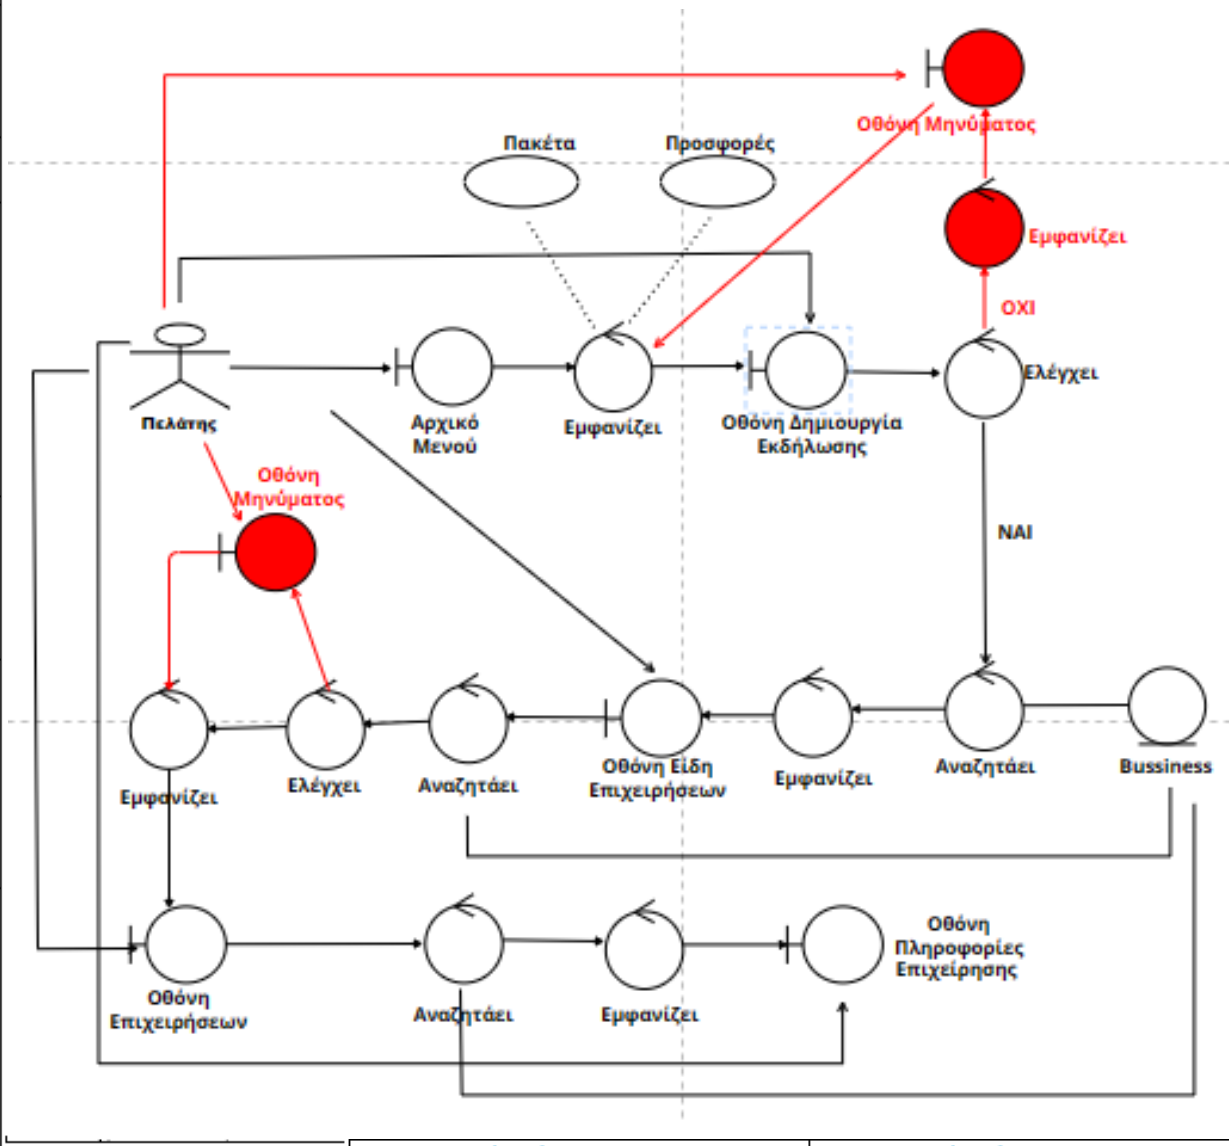 Οθόνη Μηνύματος
Πακέτα
Προσφορές
Εμφανίζει
ΟΧΙ
Ελέγχει
Πελάτης
Αρχικό
Μενού
Εμφανίζει
Οθόνη Δημιουργία
Εκδήλωσης
Οθόνη
Μηνύματος
ΝΑΙ
Εμφανίζει
Ελέγχει
Αναζητάει
Οθόνη Είδη
Επιχειρήσεων
Εμφανίζει
Αναζητάει
Bussiness
Οθόνη
Επιχειρήσεων
Αναζητάει
Εμφανίζει
Οθόνη
Πληροφορίες
Επιχείρησης